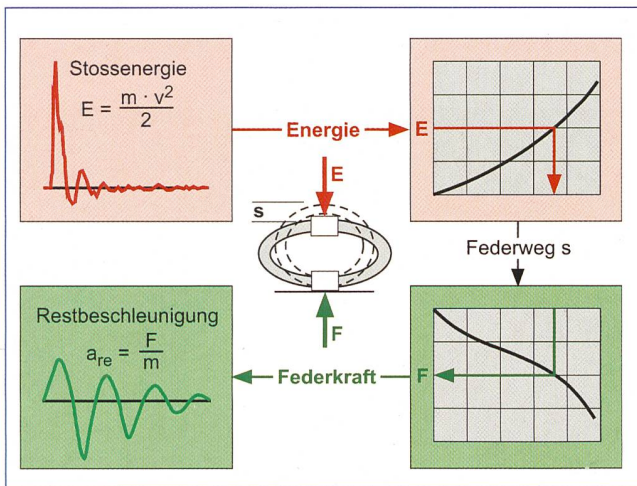 Stossenergie
E = m · v² / 2
Energie
E
E
s
Federweg s
Restbeschleunigung
a_re = F / m
F
Federkraft
F